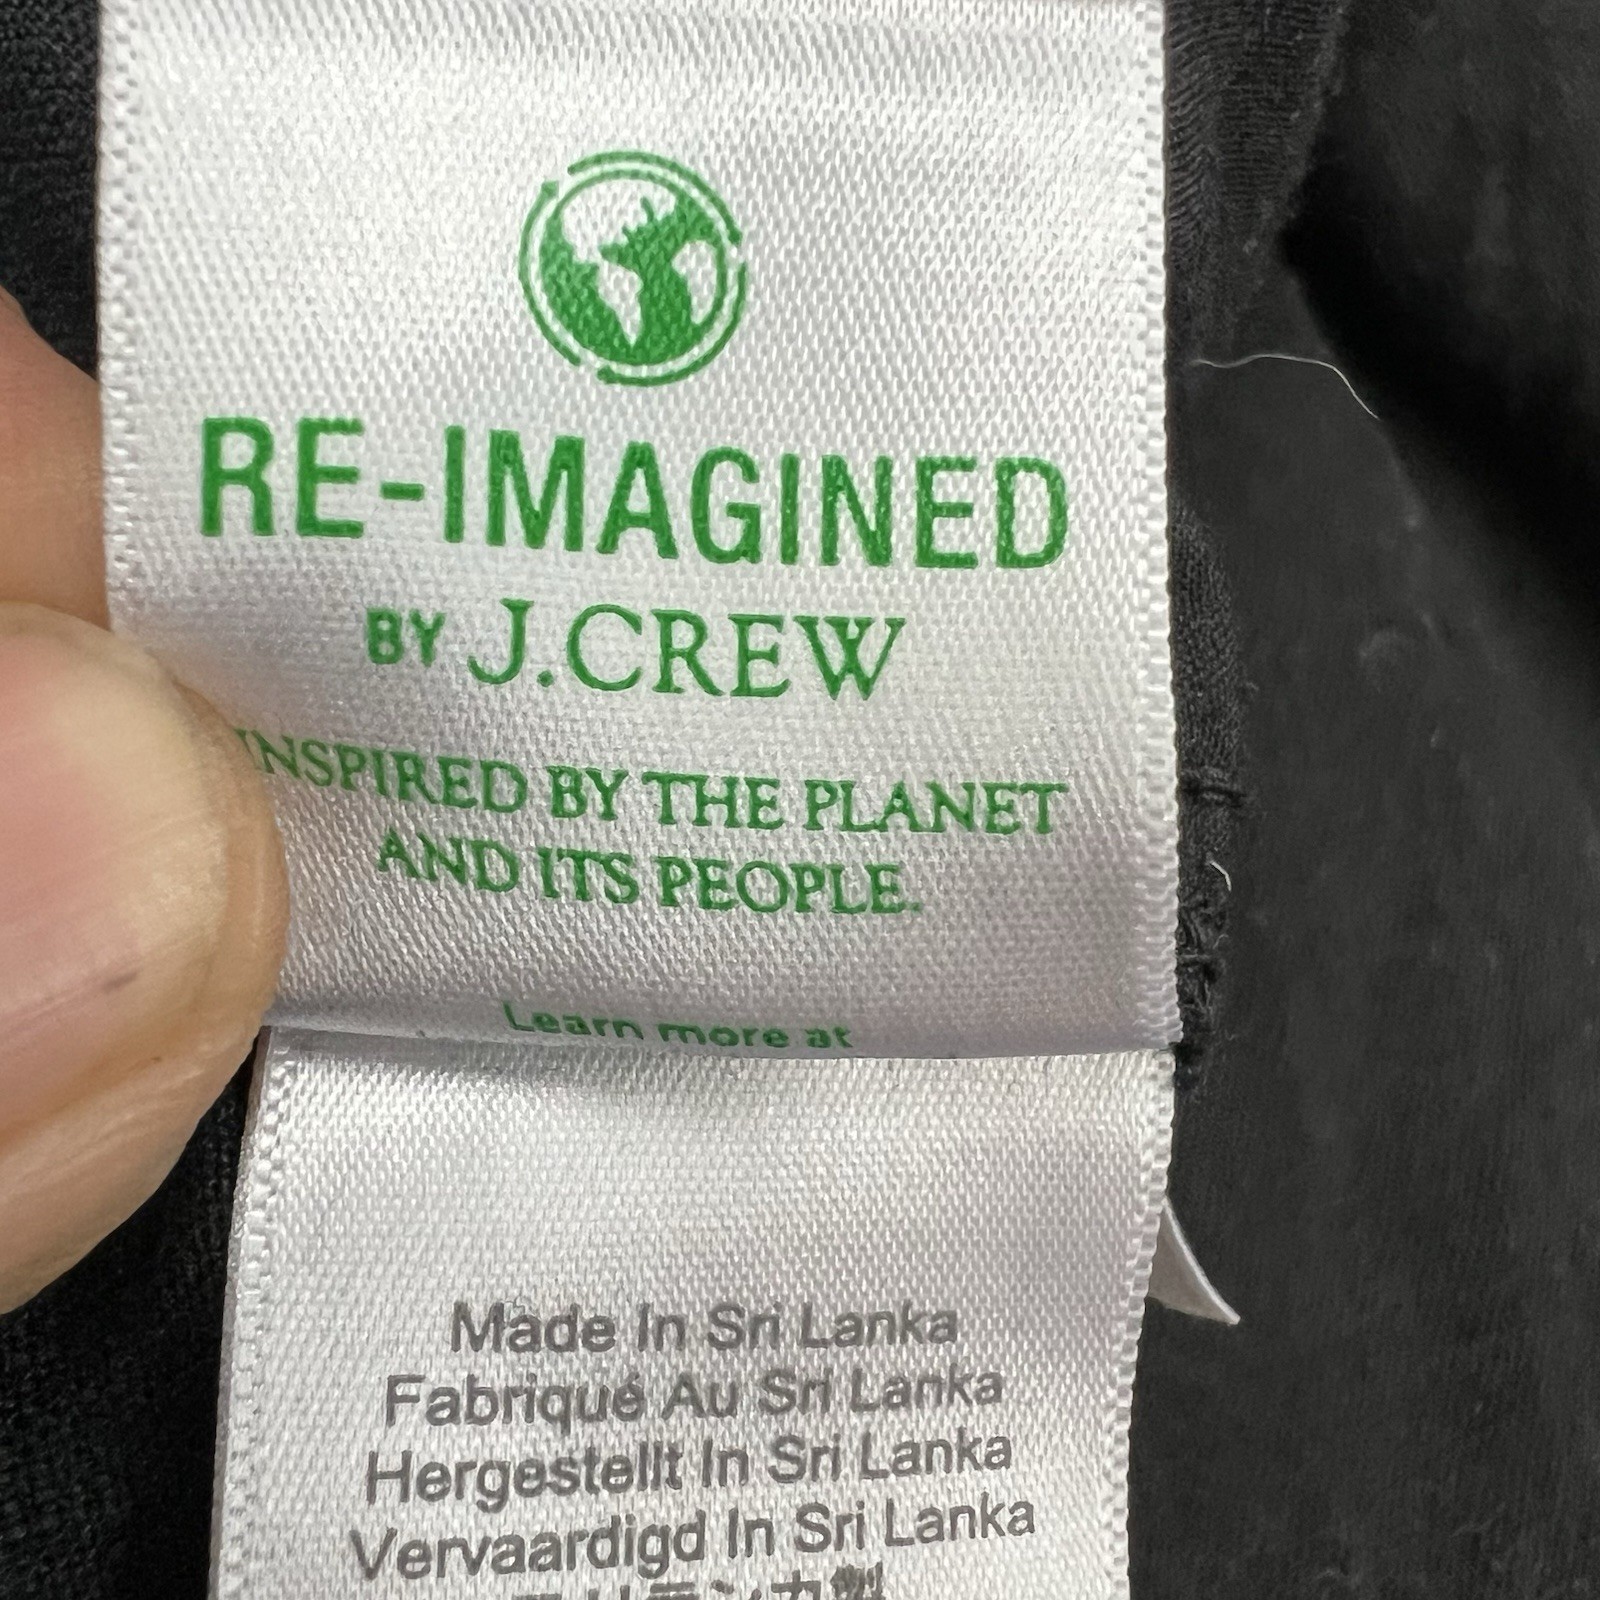 RE-IMAGINED
BY J.CREW
INSPIRED BY THE PLANET
AND ITS PEOPLE.
Learn more at
Made In Sri Lanka
Fabriqué Au Sri Lanka
Hergestellt In Sri Lanka
Vervaardigd In Sri Lanka